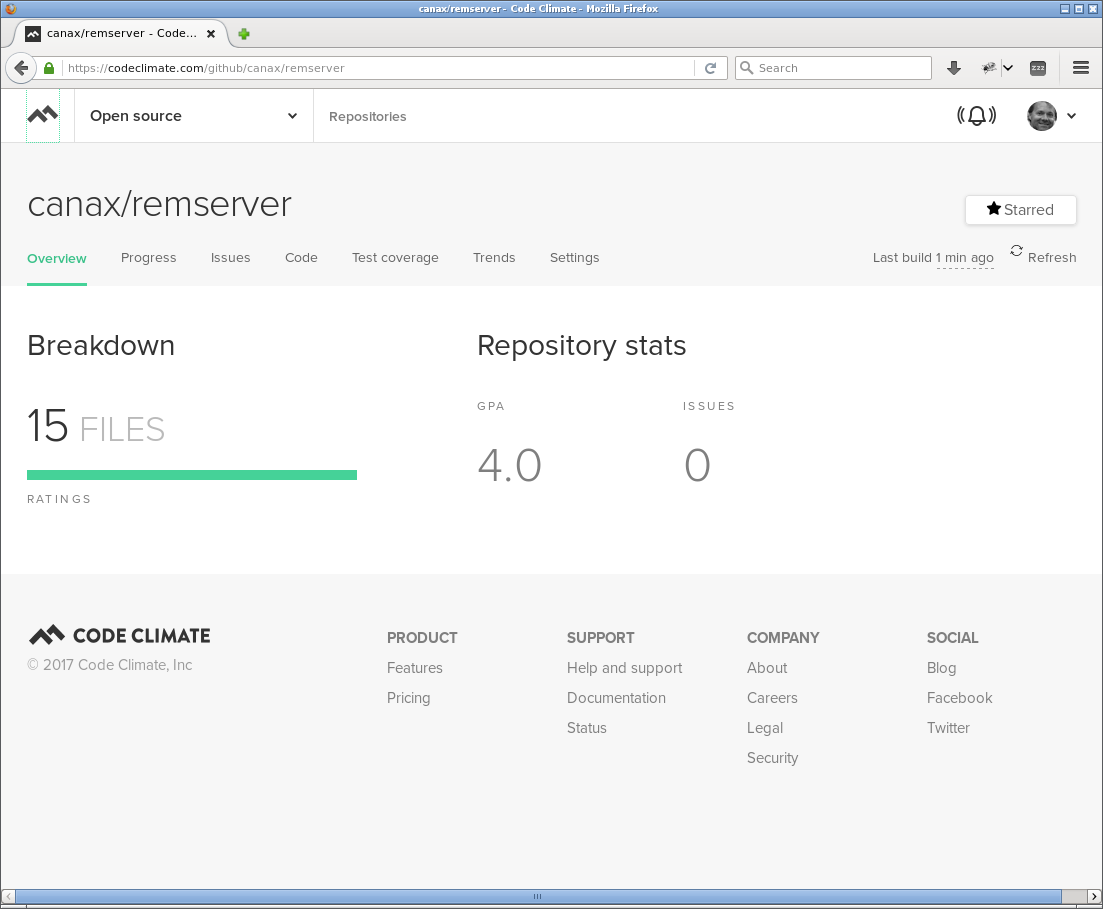 canax/remserver - Code Climate - Mozilla Firefox
canax/remserver - Code...
https://codeclimate.com/github/canax/remserver
Search
zzz
Open source
Repositories
canax/remserver
Starred
Overview Progress Issues Code Test coverage Trends Settings
Last build 1 min ago Refresh
Breakdown
15 FILES
RATINGS
Repository stats
GPA ISSUES
4.0 0
CODE CLIMATE
© 2017 Code Climate, Inc
PRODUCT
Features
Pricing
SUPPORT
Help and support
Documentation
Status
COMPANY
About
Careers
Legal
Security
SOCIAL
Blog
Facebook
Twitter